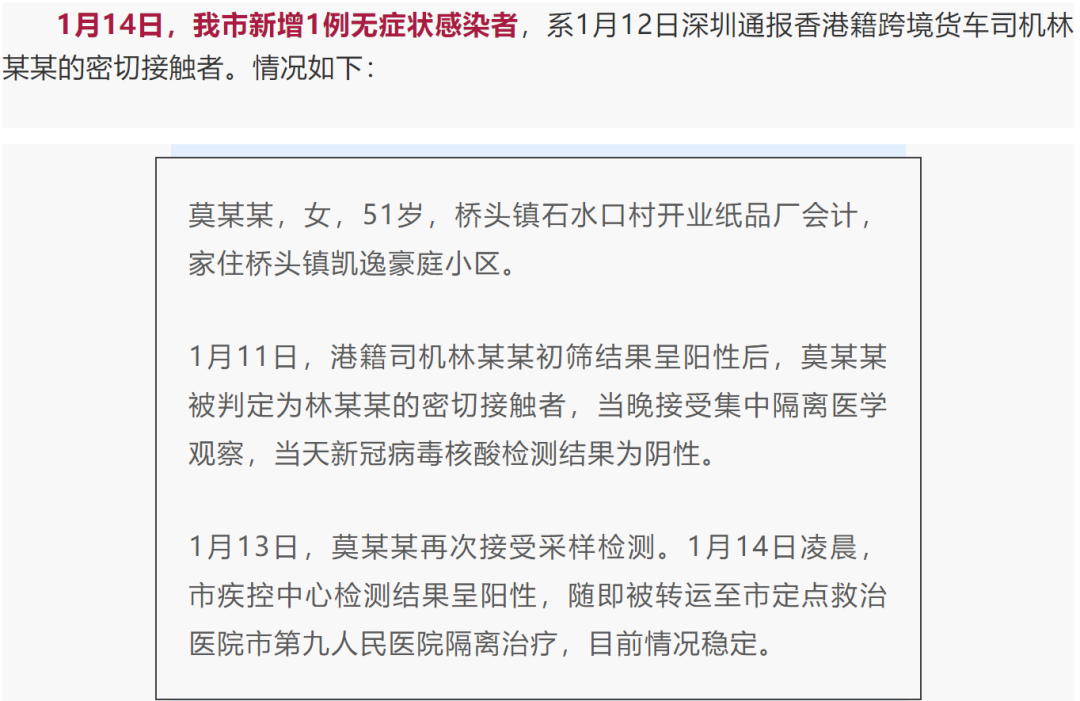 1月14日，我市新增1例无症状感染者，系1月12日深圳通报香港籍跨境货车司机林
某某的密切接触者。情况如下：
莫某某，女，51岁，桥头镇石水口村开业纸品厂会计，
家住桥头镇凯逸豪庭小区。
1月11日，港籍司机林某某初筛结果呈阳性后，莫某某
被判定为林某某的密切接触者，当晚接受集中隔离医学
观察，当天新冠病毒核酸检测结果为阴性。
1月13日，莫某某再次接受采样检测。1月14日凌晨，
市疾控中心检测结果呈阳性，随即被转运至市定点救治
医院市第九人民医院隔离治疗，目前情况稳定。